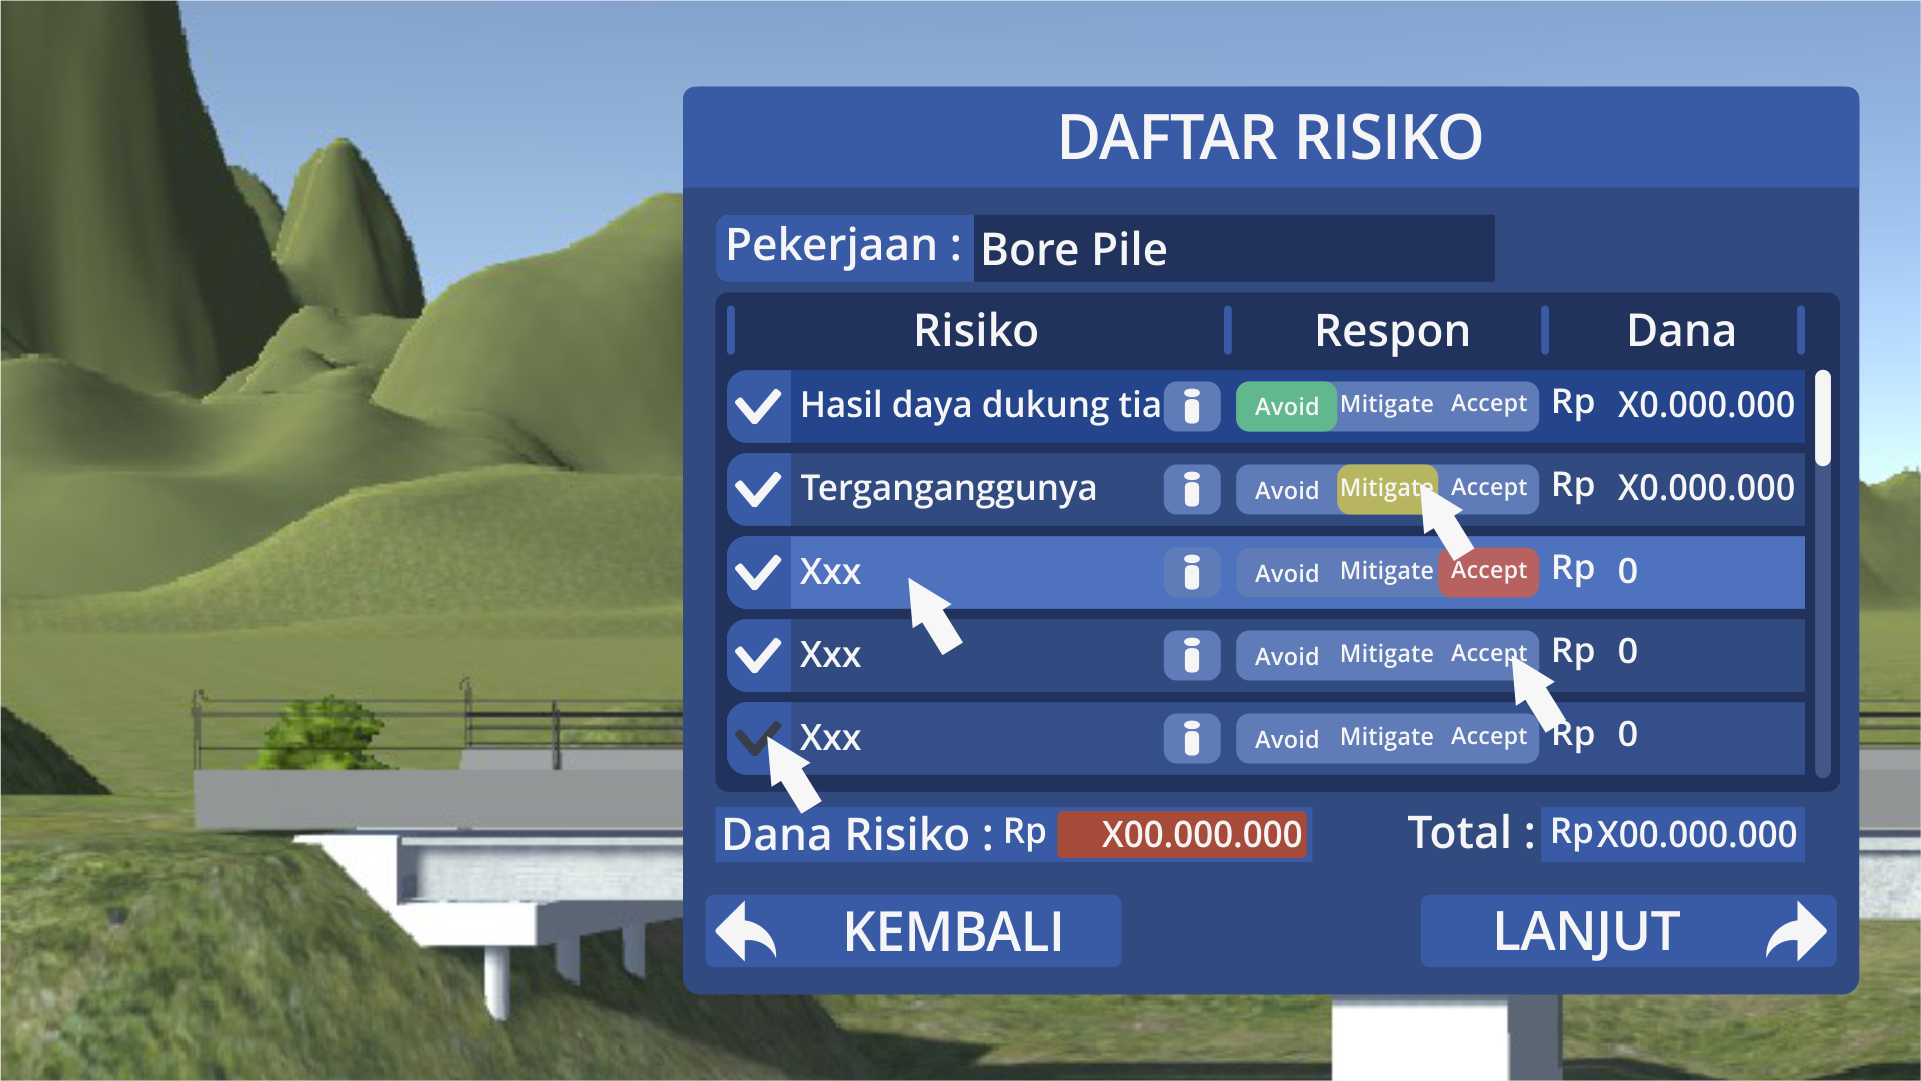 DAFTAR RISIKO
Pekerjaan : Bore Pile
Risiko Respon Dana
Hasil daya dukung tia i Avoid Mitigate Accept Rp X0.000.000
Terganganggunya i Avoid Mitigate Accept Rp X0.000.000
Xxx i Avoid Mitigate Accept Rp 0
Xxx i Avoid Mitigate Accept Rp 0
Xxx i Avoid Mitigate Accept Rp 0
Dana Risiko : Rp X00.000.000 Total : Rp X00.000.000
KEMBALI LANJUT